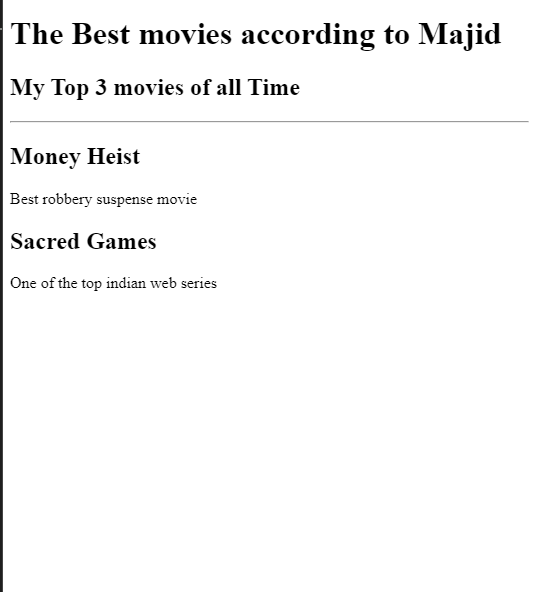 The Best movies according to Majid
My Top 3 movies of all Time
Money Heist
Best robbery suspense movie
Sacred Games
One of the top indian web series